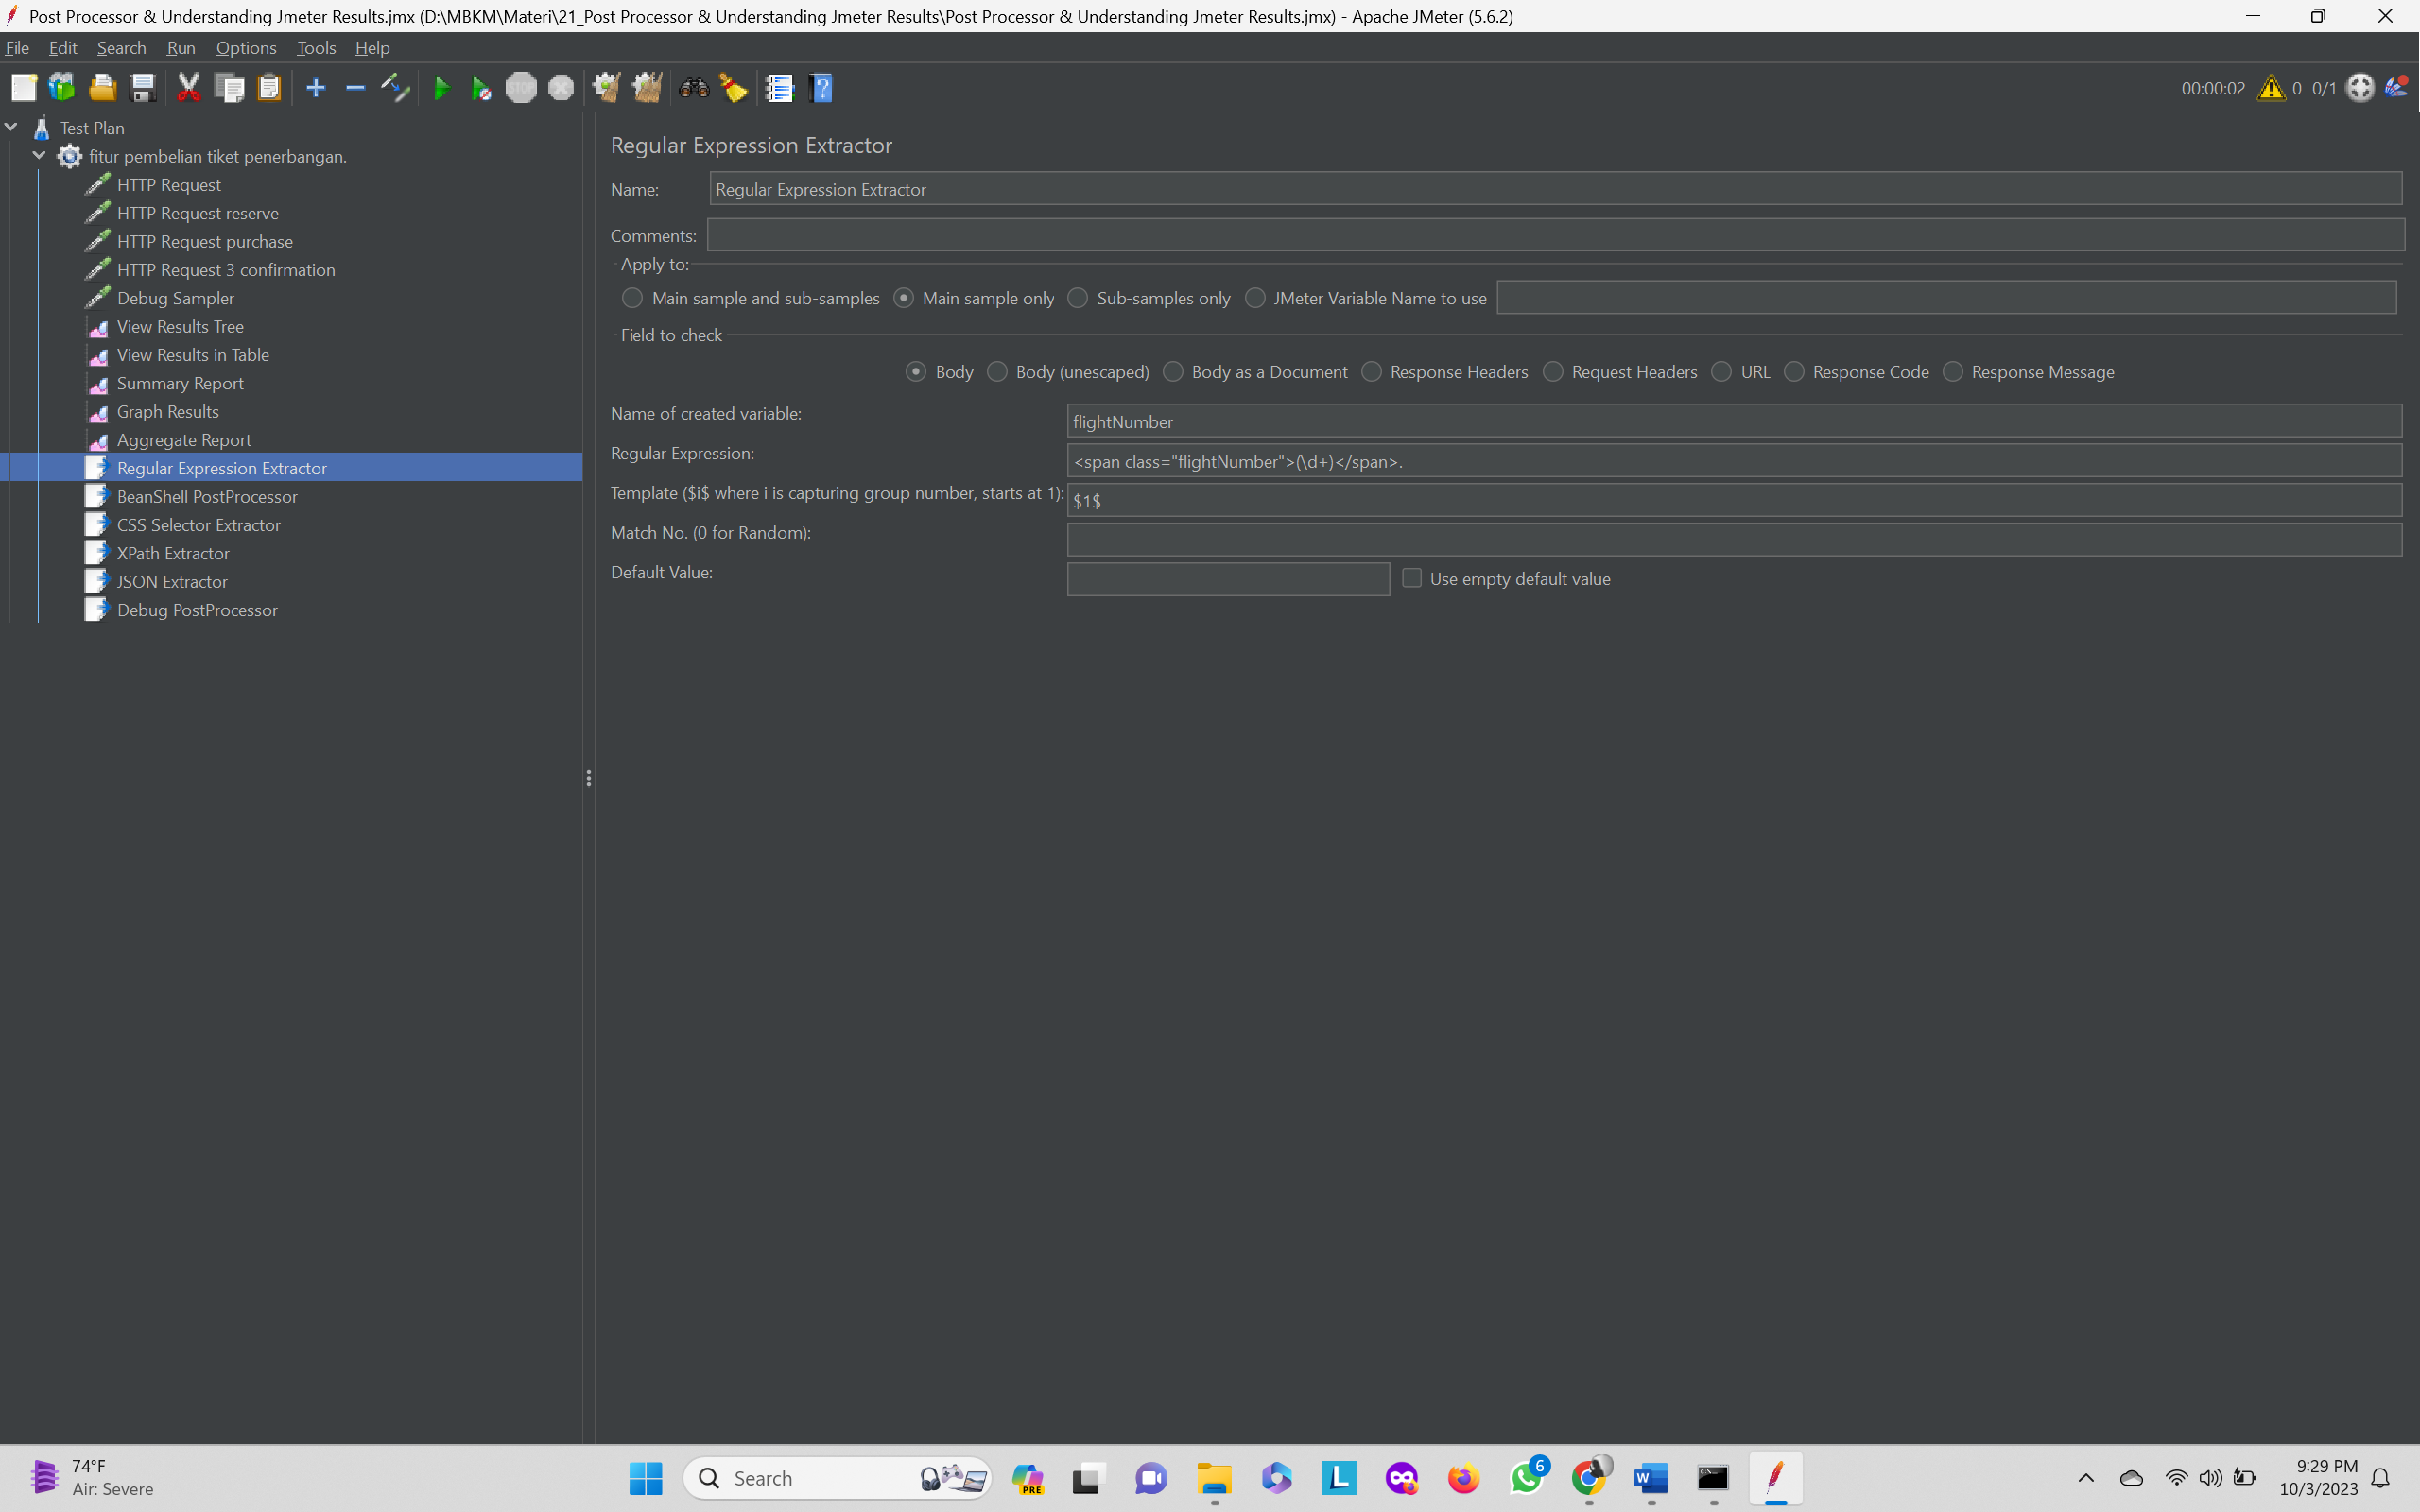 Post Processor & Understanding Jmeter Results.jmx (D:\MBKM\Materi\21_Post Processor & Understanding Jmeter Results\Post Processor & Understanding Jmeter Results.jmx) - Apache JMeter (5.6.2)
File Edit Search Run Options Tools Help
STOP
00:00:02 0 0/1
Test Plan
fitur pembelian tiket penerbangan.
HTTP Request
HTTP Request reserve
HTTP Request purchase
HTTP Request 3 confirmation
Debug Sampler
View Results Tree
View Results in Table
Summary Report
Graph Results
Aggregate Report
Regular Expression Extractor
BeanShell PostProcessor
CSS Selector Extractor
XPath Extractor
JSON Extractor
Debug PostProcessor
Regular Expression Extractor
Name: Regular Expression Extractor
Comments:
Apply to:
Main sample and sub-samples Main sample only Sub-samples only JMeter Variable Name to use
Field to check
Body Body (unescaped) Body as a Document Response Headers Request Headers URL Response Code Response Message
Name of created variable: flightNumber
Regular Expression: <span class="flightNumber">(\d+)</span>.
Template ($i$ where i is capturing group number, starts at 1): $1$
Match No. (0 for Random):
Default Value: Use empty default value
74°F
Air: Severe
Search
PRE
L
6
W
9:29 PM
10/3/2023